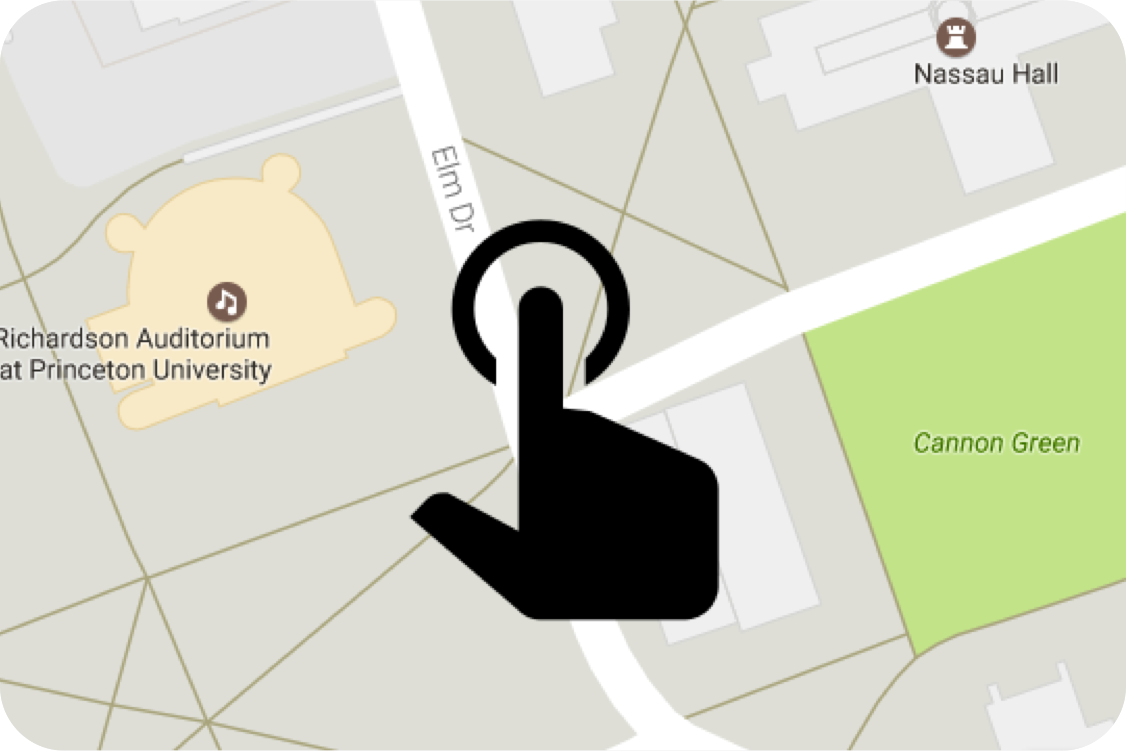 Nassau Hall
Elm Dr
Richardson Auditorium
at Princeton University
Cannon Green